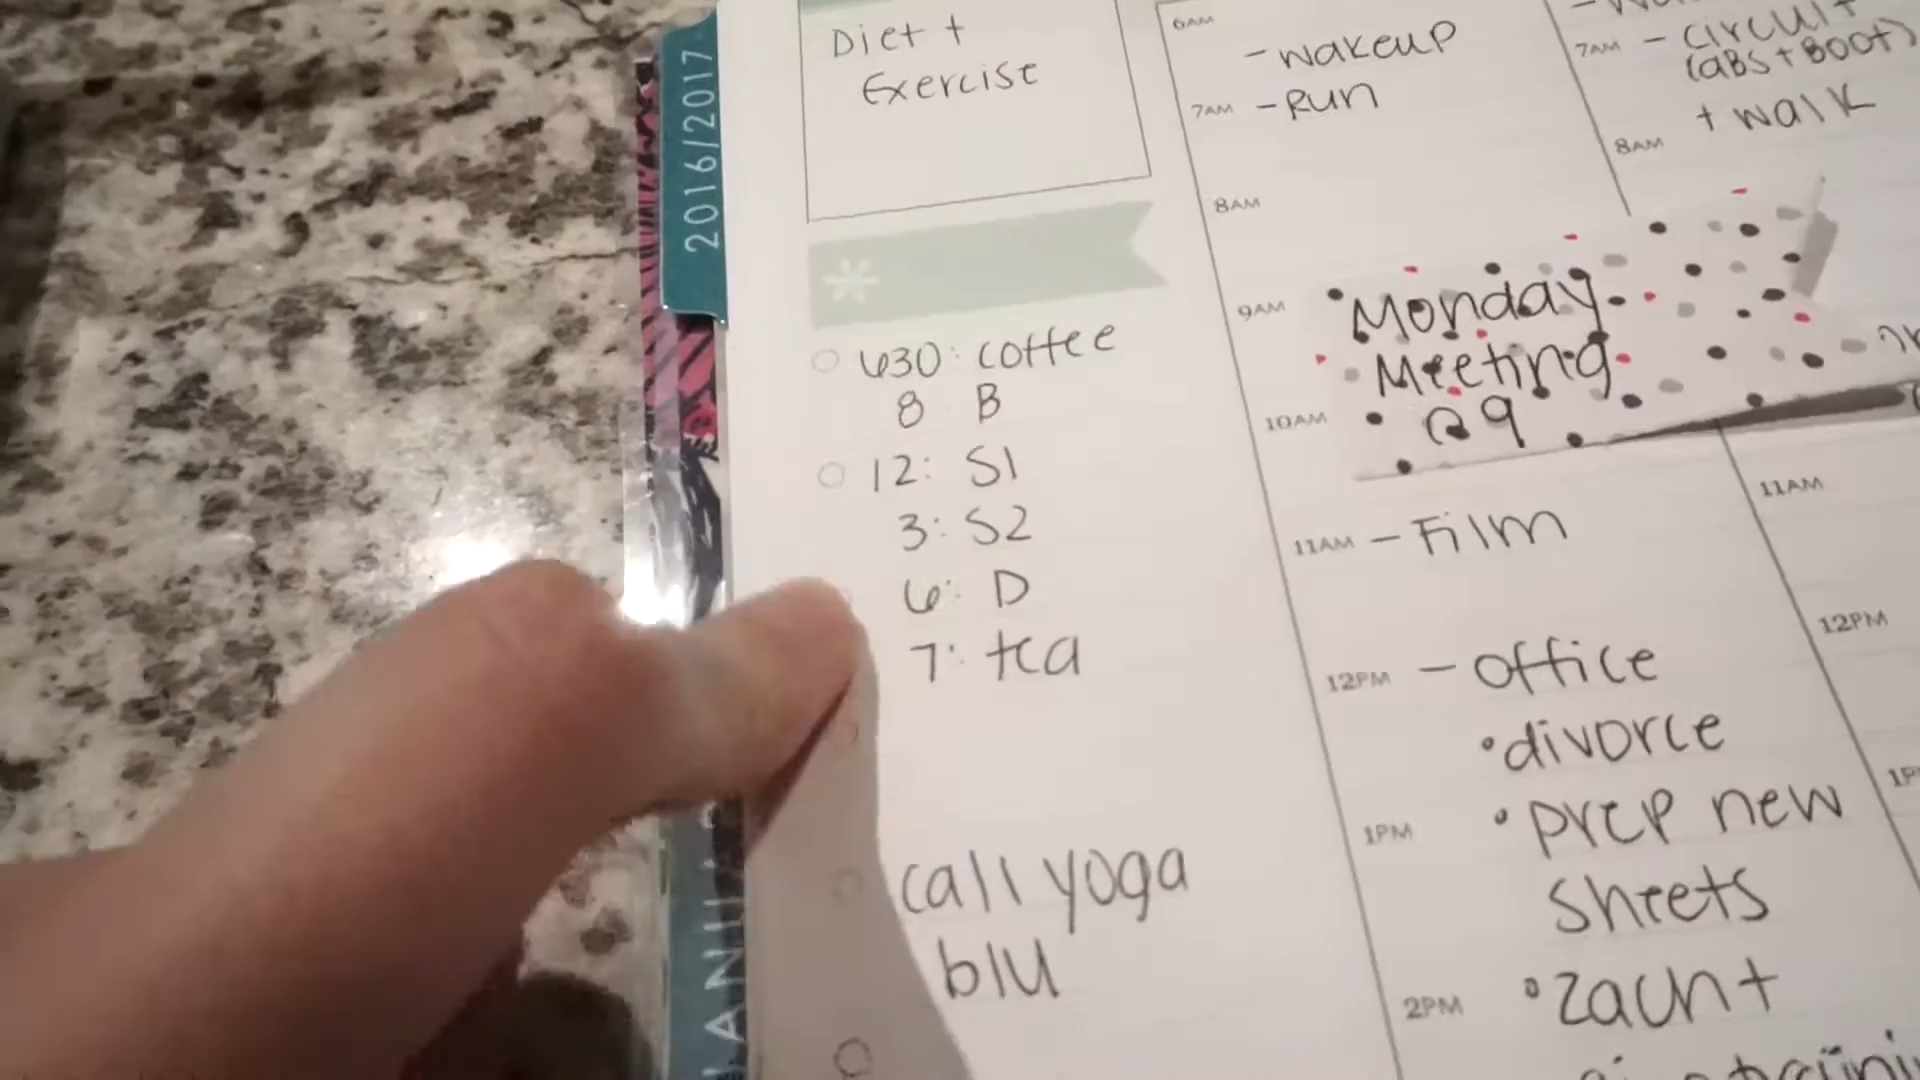 2016/2017
Diet +
Exercise
630: coffee
8 B
12: S1
3: S2
6: D
7: tea
call yoga
blu
6AM
- wakeup
7AM - Run
8AM
9AM
Monday
Meeting
@9
10AM
11AM - Film
12PM - office
• divorce
1PM • prep new
sheets
2PM • zach +
7AM - circuit
(abs + Boot)
+ walk
8AM
11AM
12PM